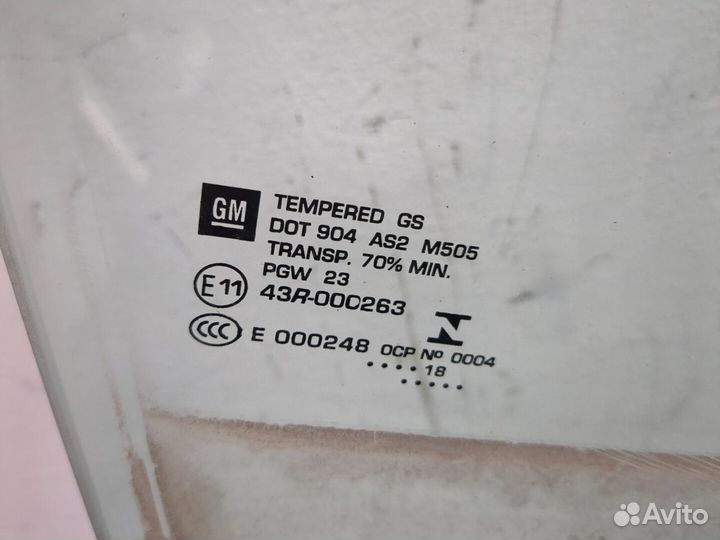 GM
TEMPERED GS
DOT 904 AS2 M505
TRANSP. 70% MIN.
PGW 23
E11 43R-000263
CCC E 000248 OCP Nº 0004
.... 18
.....
Avito